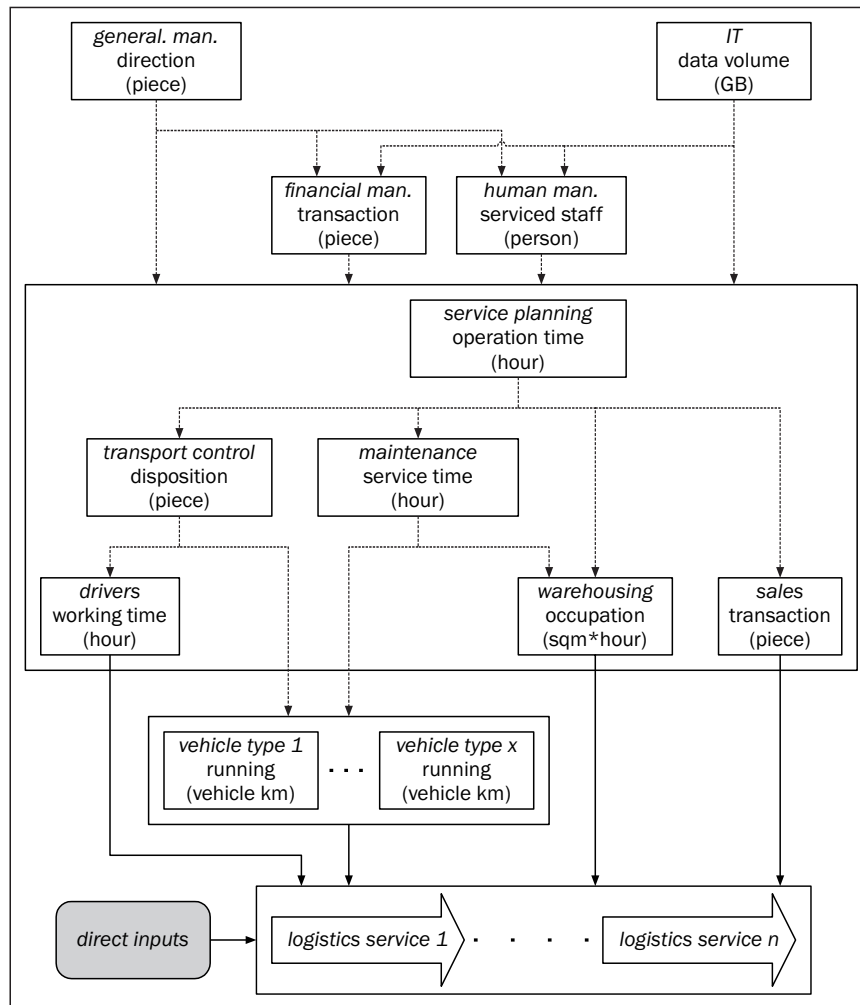 general. man.
direction
(piece)
IT
data volume
(GB)
financial man.
transaction
(piece)
human man.
serviced staff
(person)
service planning
operation time
(hour)
transport control
disposition
(piece)
maintenance
service time
(hour)
drivers
working time
(hour)
warehousing
occupation
(sqm*hour)
sales
transaction
(piece)
vehicle type 1
running
(vehicle km)
. . .
vehicle type x
running
(vehicle km)
direct inputs
logistics service 1
. . . .
logistics service n